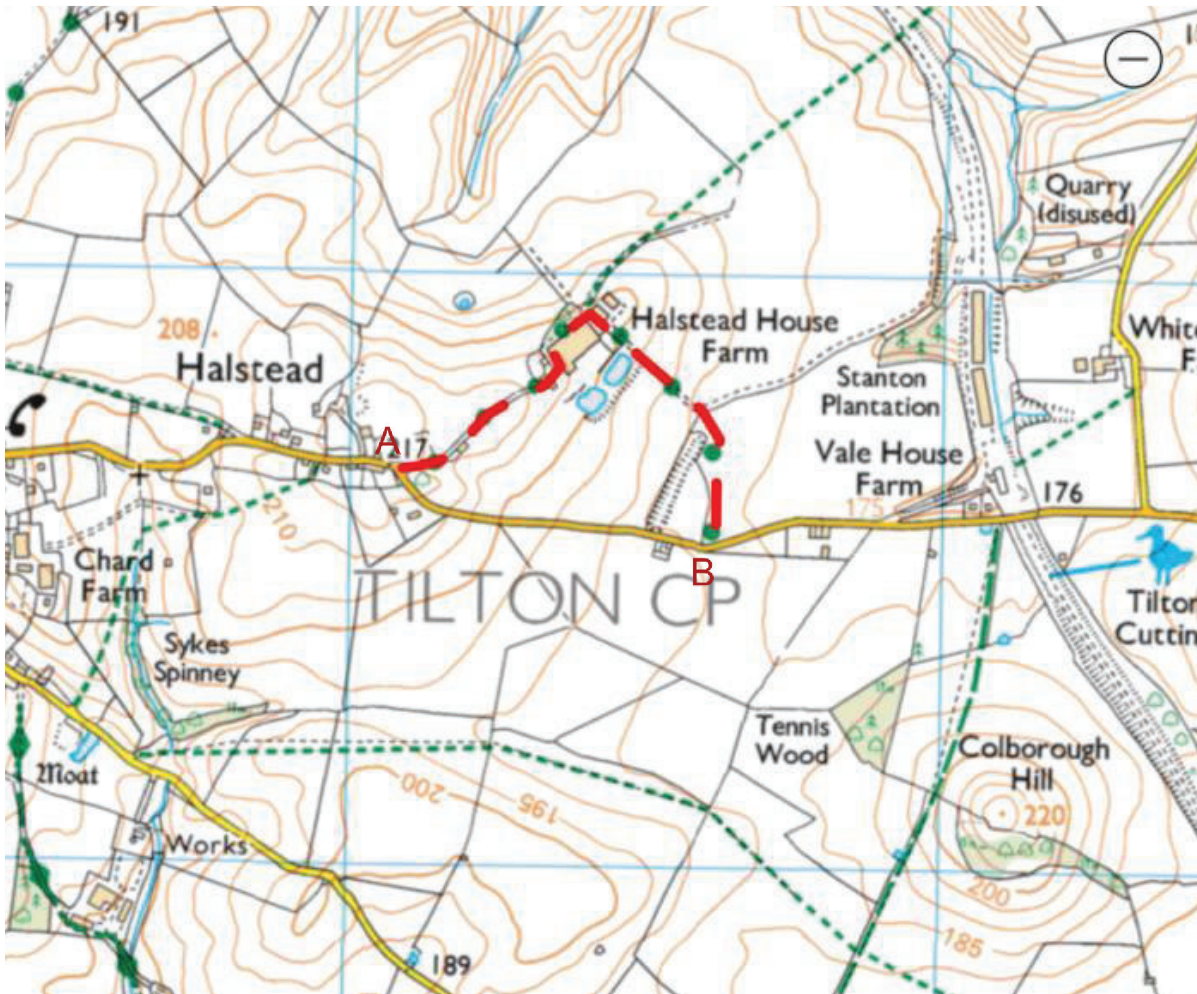 191
Quarry
(disused)
208
Halstead
Halstead House
Farm
White
F
Stanton
Plantation
A 217
Vale House
Farm
175
176
210
Chard
Farm
TILTON CP
B
Tilton
Cuttin
Sykes
Spinney
Tennis
Wood
Colborough
Hill
Moat
200
195
220
Works
200
185
189